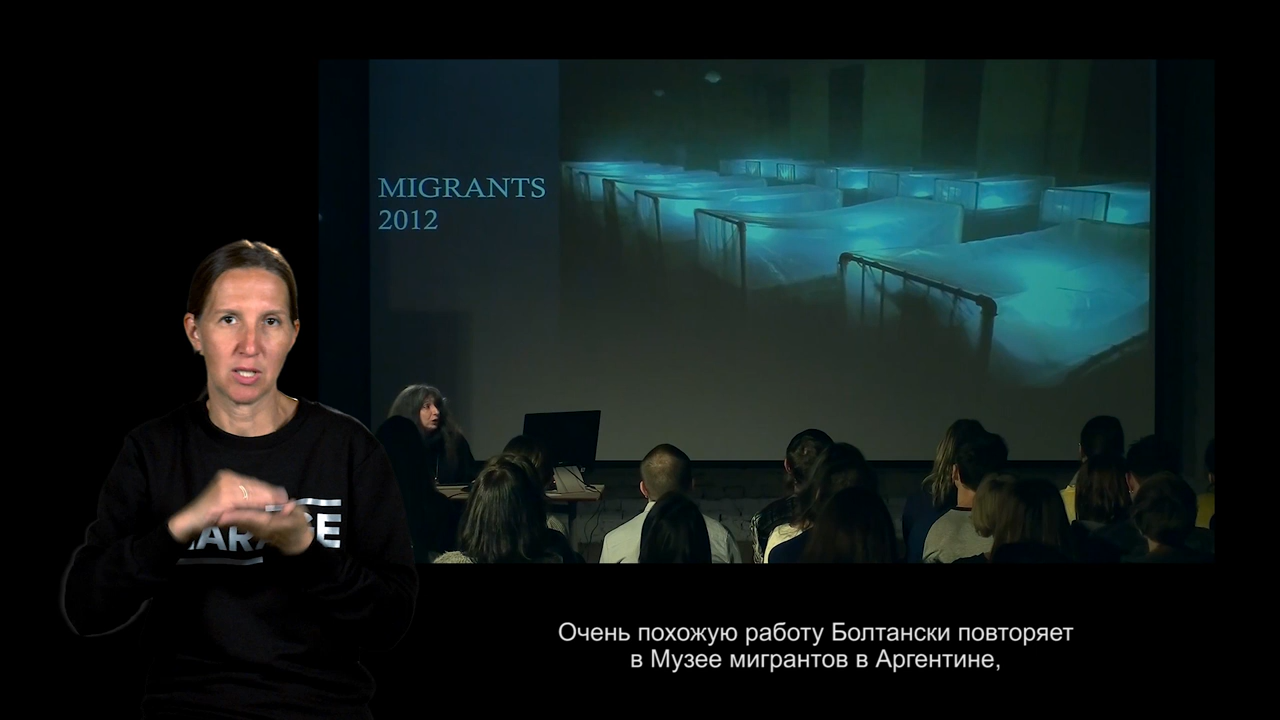 MIGRANTS
2012
Очень похожую работу Болтански повторяет
в Музее мигрантов в Аргентине,